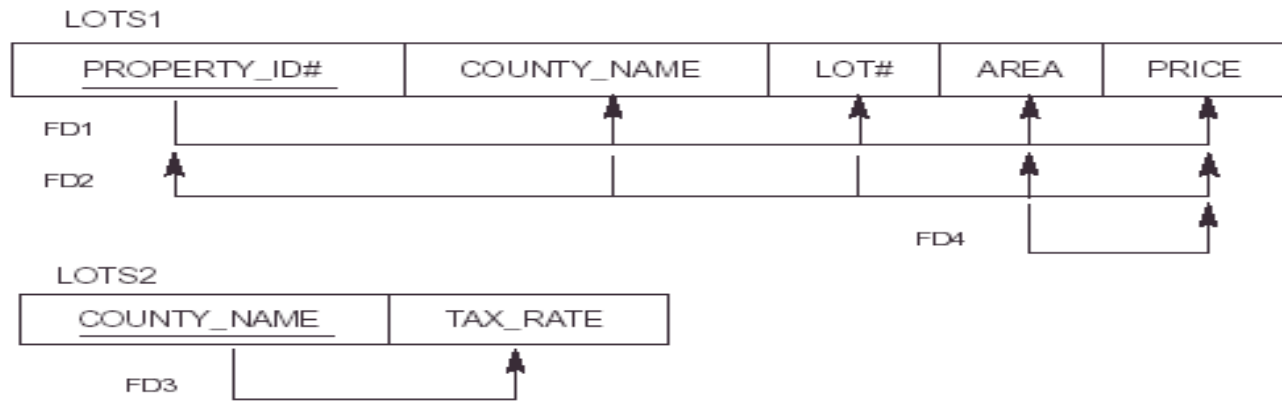 LOTS1
PROPERTY_ID# COUNTY_NAME LOT# AREA PRICE
FD1
FD2
FD4
LOTS2
COUNTY_NAME TAX_RATE
FD3